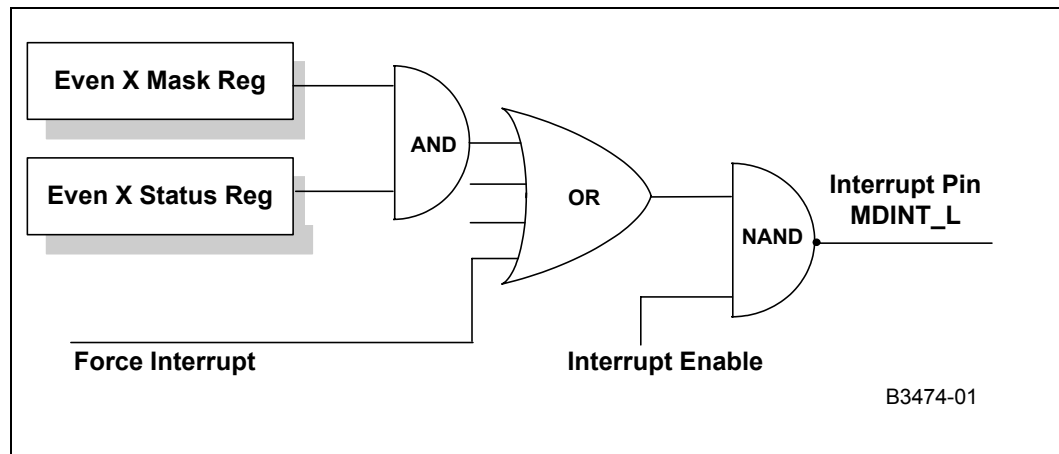 Even X Mask Reg
AND
Even X Status Reg
OR
Interrupt Pin
MDINT_L
NAND
Force Interrupt
Interrupt Enable
B3474-01